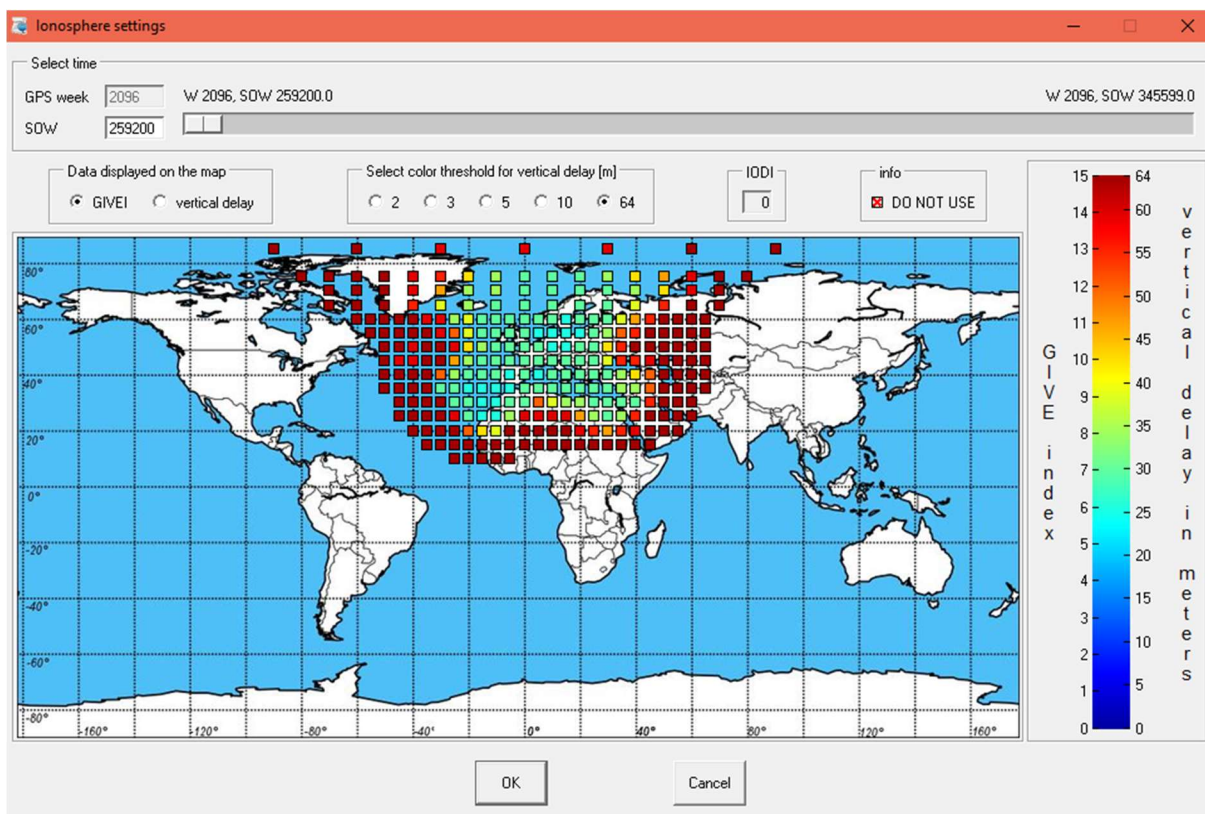 Ionosphere settings
Select time
GPS week 2096 W 2096, SOW 259200.0 W 2096, SOW 345599.0
SOW 259200
Data displayed on the map
GIVEI vertical delay
Select color threshold for vertical delay [m]
2 3 5 10 64
IODI
0
info
DO NOT USE
80°
60°
40°
20°
0°
-20°
-40°
-60°
-80°
-160° -120° -80° -40° 0° 40° 80° 120° 160°
GIVE index
15
14
13
12
11
10
9
8
7
6
5
4
3
2
1
0
64
60
55
50
45
40
35
30
25
20
15
10
5
0
vertical delay in meters
OK Cancel